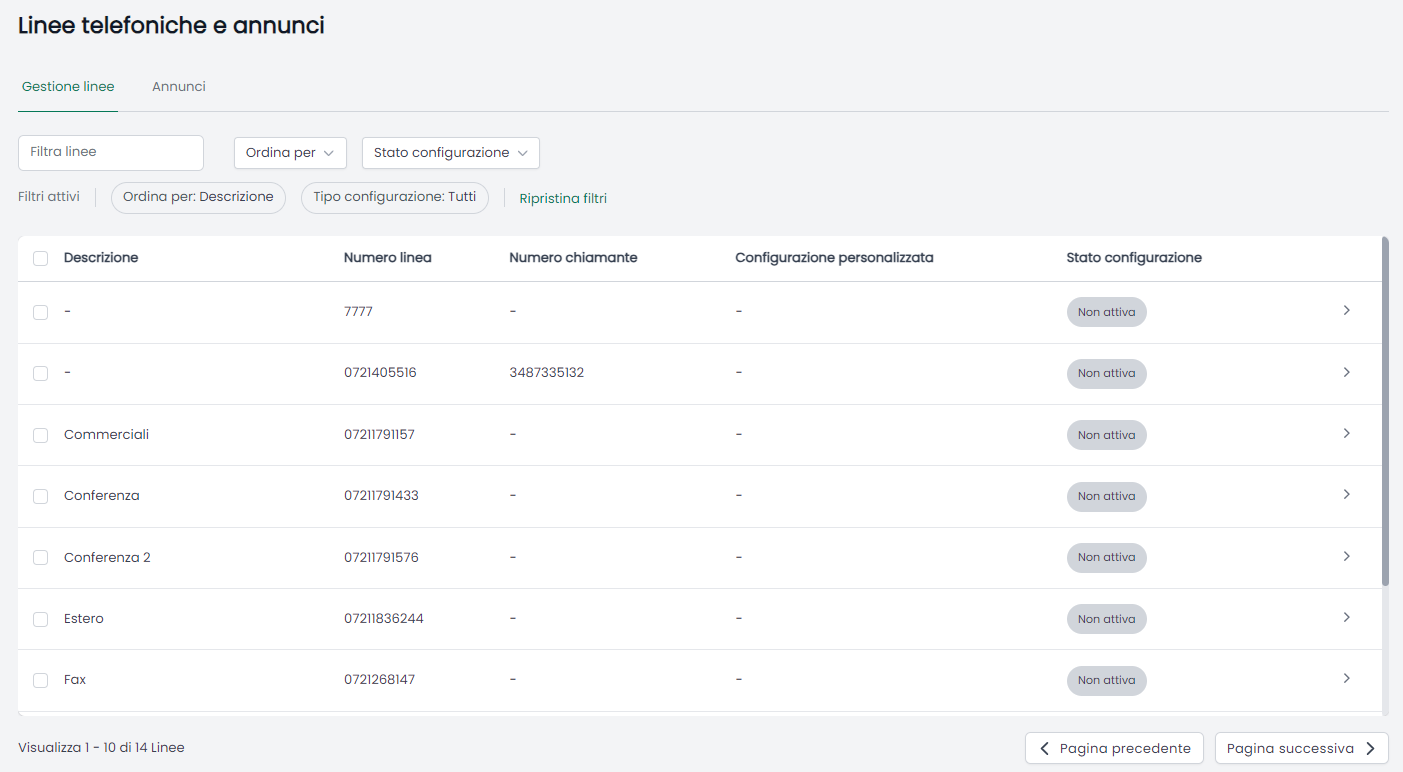 Linee telefoniche e annunci
Gestione linee Annunci
Filtra linee Ordina per Stato configurazione
Filtri attivi Ordina per: Descrizione Tipo configurazione: Tutti Ripristina filtri
Descrizione Numero linea Numero chiamante Configurazione personalizzata Stato configurazione
- 7777 - - Non attiva
- 0721405516 3487335132 - Non attiva
Commerciali 07211791157 - - Non attiva
Conferenza 07211791433 - - Non attiva
Conferenza 2 07211791576 - - Non attiva
Estero 07211836244 - - Non attiva
Fax 0721268147 - - Non attiva
Visualizza 1 - 10 di 14 Linee Pagina precedente Pagina successiva